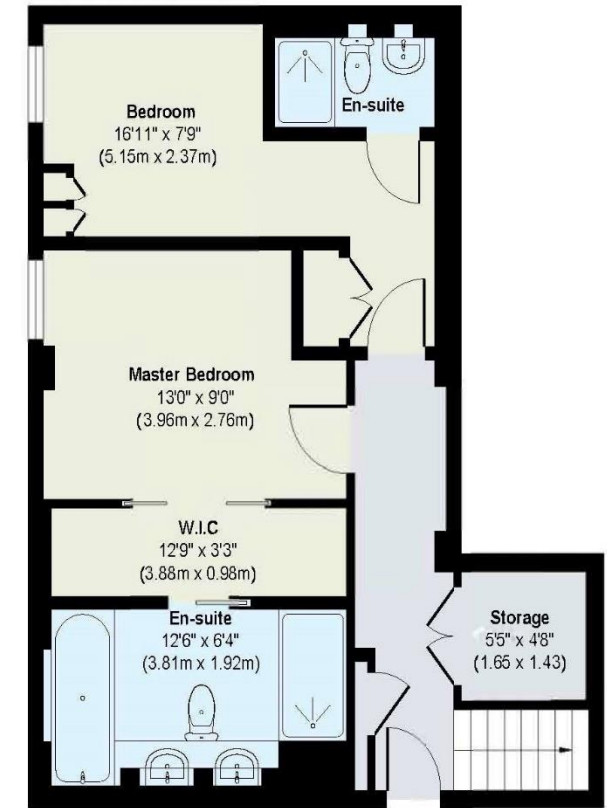 En-suite
Bedroom
16'11" x 7'9"
(5.15m x 2.37m)
Master Bedroom
13'0" x 9'0"
(3.96m x 2.76m)
W.I.C
12'9" x 3'3"
(3.88m x 0.98m)
En-suite
12'6" x 6'4"
(3.81m x 1.92m)
Storage
5'5" x 4'8"
(1.65 x 1.43)